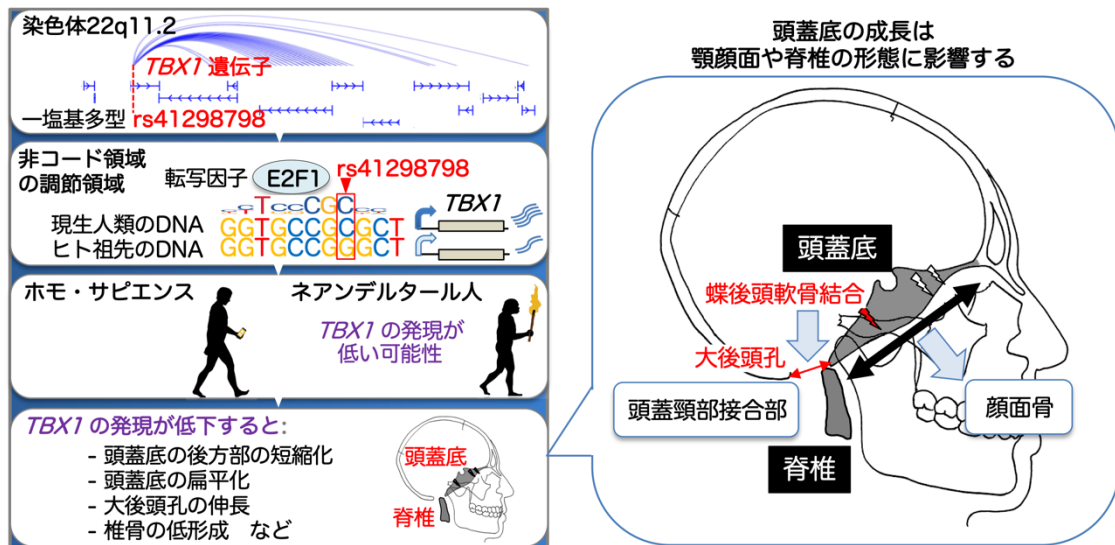 染色体22q11.2
TBX1 遺伝子
一塩基多型 rs41298798
非コード領域
の調節領域
転写因子 E2F1 rs41298798
TCCCGC
現生人類のDNA GGTGCCGCGCT TBX1
ヒト祖先のDNA GGTGCCGGGCT
ホモ・サピエンス
ネアンデルタール人
TBX1 の発現が
低い可能性
TBX1 の発現が低下すると:
- 頭蓋底の後方部の短縮化
- 頭蓋底の扁平化
- 大後頭孔の伸長
- 椎骨の低形成 など
頭蓋底
脊椎
頭蓋底の成長は
顎顔面や脊椎の形態に影響する
頭蓋底
蝶後頭軟骨結合
大後頭孔
頭蓋頸部接合部
顔面骨
脊椎